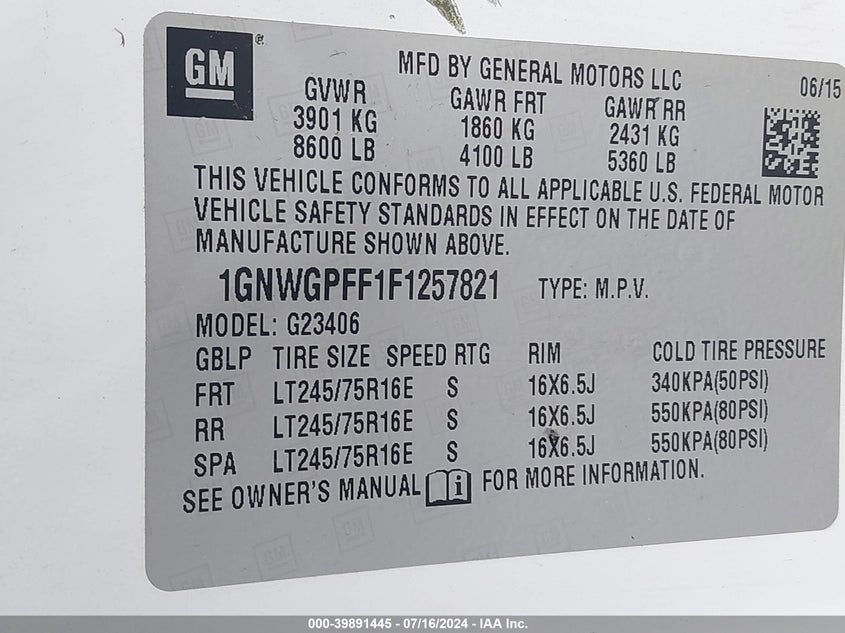 GM ®
MFD BY GENERAL MOTORS LLC
06/15
GVWR GAWR FRT GAWR RR
3901 KG 1860 KG 2431 KG
8600 LB 4100 LB 5360 LB
THIS VEHICLE CONFORMS TO ALL APPLICABLE U.S. FEDERAL MOTOR
VEHICLE SAFETY STANDARDS IN EFFECT ON THE DATE OF
MANUFACTURE SHOWN ABOVE.
1GNWGPFF1F1257821 TYPE: M.P.V.
MODEL: G23406
GBLP TIRE SIZE SPEED RTG RIM COLD TIRE PRESSURE
FRT LT245/75R16E S 16X6.5J 340KPA(50PSI)
RR LT245/75R16E S 16X6.5J 550KPA(80PSI)
SPA LT245/75R16E S 16X6.5J 550KPA(80PSI)
SEE OWNER'S MANUAL i FOR MORE INFORMATION.
000-39891445 - 07/16/2024 - IAA Inc.